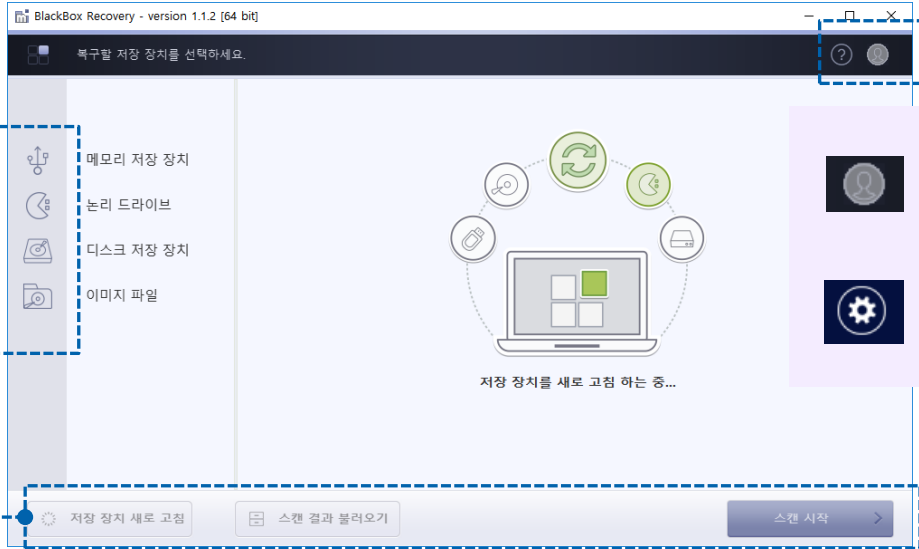 BlackBox Recovery - version 1.1.2 [64 bit]
복구할 저장 장치를 선택하세요.
메모리 저장 장치
논리 드라이브
디스크 저장 장치
이미지 파일
저장 장치를 새로 고침 하는 중...
저장 장치 새로 고침
스캔 결과 불러오기
스캔 시작